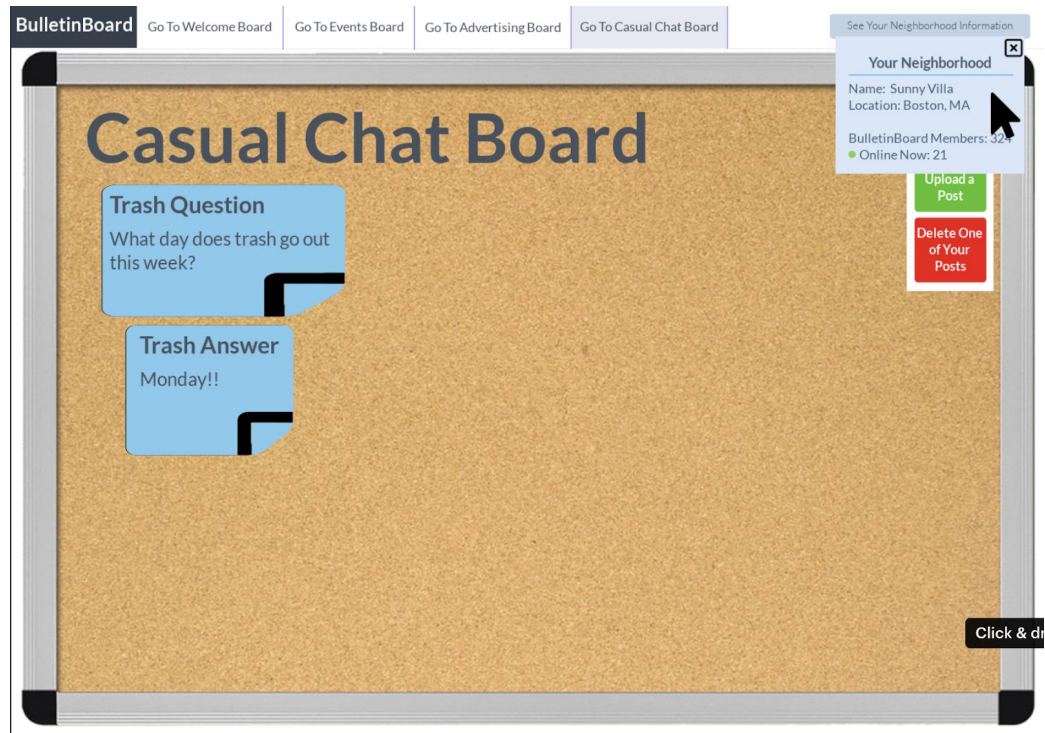 BulletinBoard
Go To Welcome Board
Go To Events Board
Go To Advertising Board
Go To Casual Chat Board
See Your Neighborhood Information
Your Neighborhood
Name: Sunny Villa
Location: Boston, MA
BulletinBoard Members: 324
Online Now: 21
Upload a
Post
Delete One
of Your
Posts
Casual Chat Board
Trash Question
What day does trash go out
this week?
Trash Answer
Monday!!
Click &